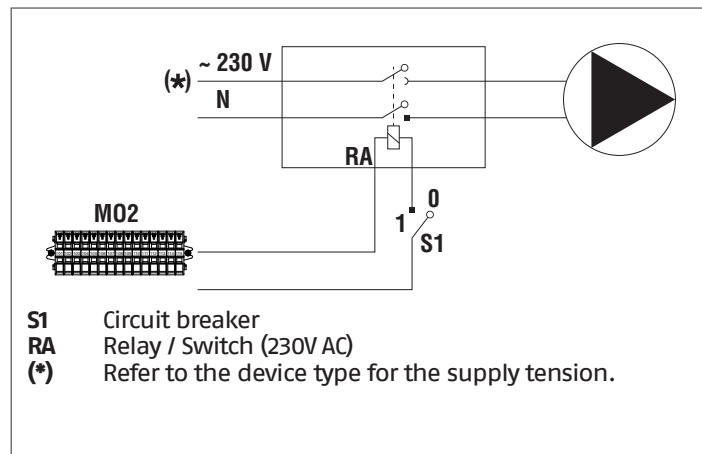 ~ 230 V
(*)
N
RA
MO2
0
1
S1
S1 Circuit breaker
RA Relay / Switch (230V AC)
(*) Refer to the device type for the supply tension.